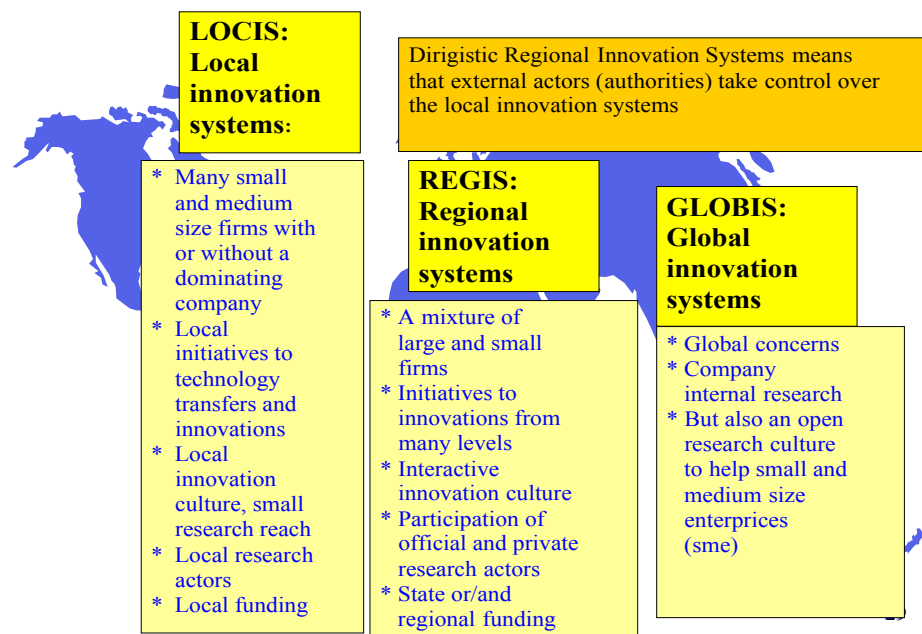 LOCIS:
Local
innovation
systems:
Dirigistic Regional Innovation Systems means
that external actors (authorities) take control over
the local innovation systems
* Many small
and medium
size firms with
or without a
dominating
company
* Local
initiatives to
technology
transfers and
innovations
* Local
innovation
culture, small
research reach
* Local research
actors
* Local funding
REGIS:
Regional
innovation
systems
* A mixture of
large and small
firms
* Initiatives to
innovations from
many levels
* Interactive
innovation culture
* Participation of
official and private
research actors
* State or/and
regional funding
GLOBIS:
Global
innovation
systems
* Global concerns
* Company
internal research
* But also an open
research culture
to help small and
medium size
enterprices
(sme)